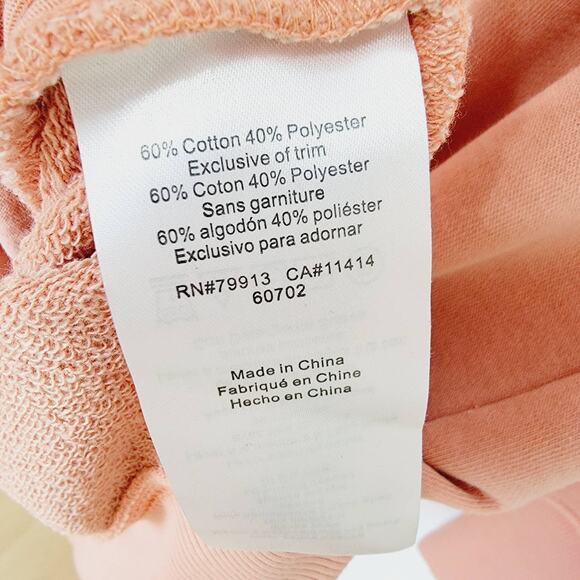 60% Cotton 40% Polyester
Exclusive of trim
60% Coton 40% Polyester
Sans garniture
60% algodón 40% poliéster
Exclusivo para adornar
RN#79913 CA#11414
60702
Made in China
Fabriqué en Chine
Hecho en China